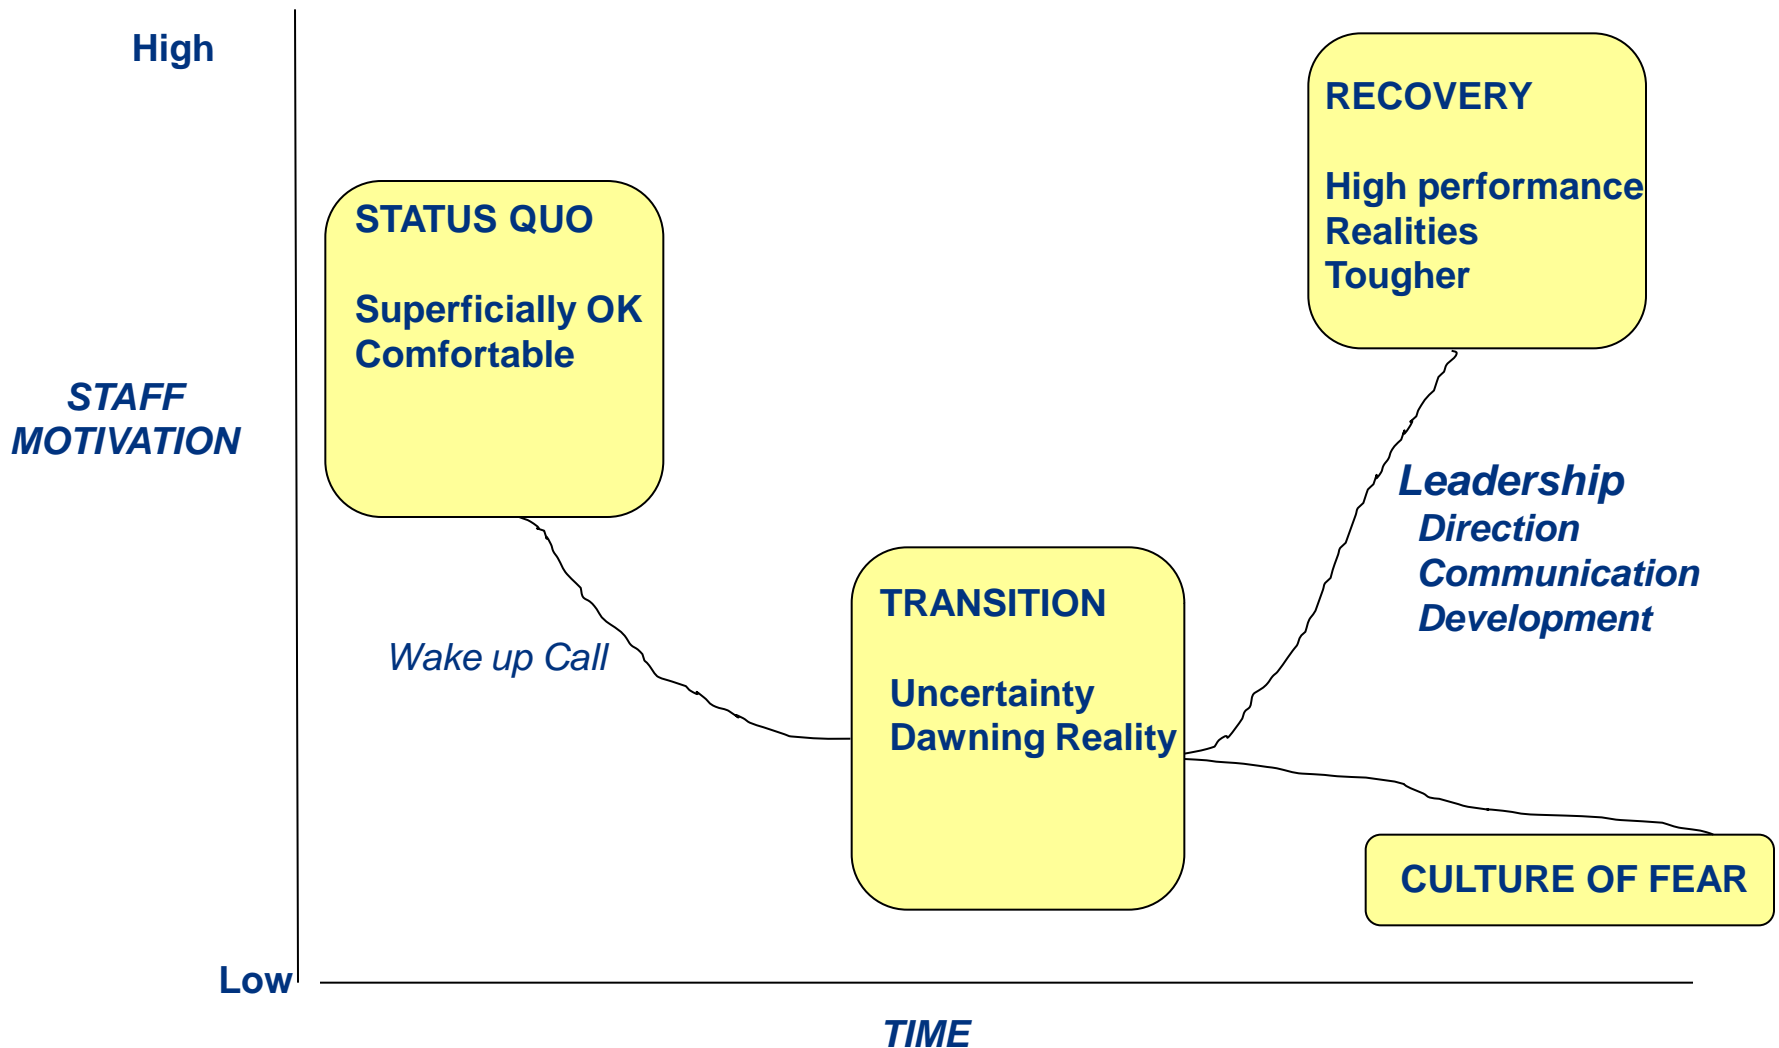 High
RECOVERY
High performance
Realities
Tougher
STATUS QUO
Superficially OK
Comfortable
STAFF
MOTIVATION
Leadership
Direction
Communication
Development
TRANSITION
Uncertainty
Dawning Reality
Wake up Call
CULTURE OF FEAR
Low
TIME